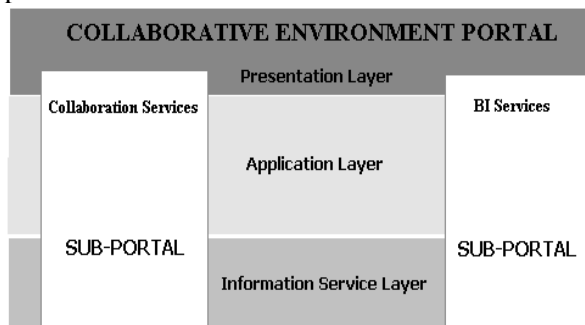 COLLABORATIVE ENVIRONMENT PORTAL
Presentation Layer
Collaboration Services
BI Services
Application Layer
SUB-PORTAL
SUB-PORTAL
Information Service Layer